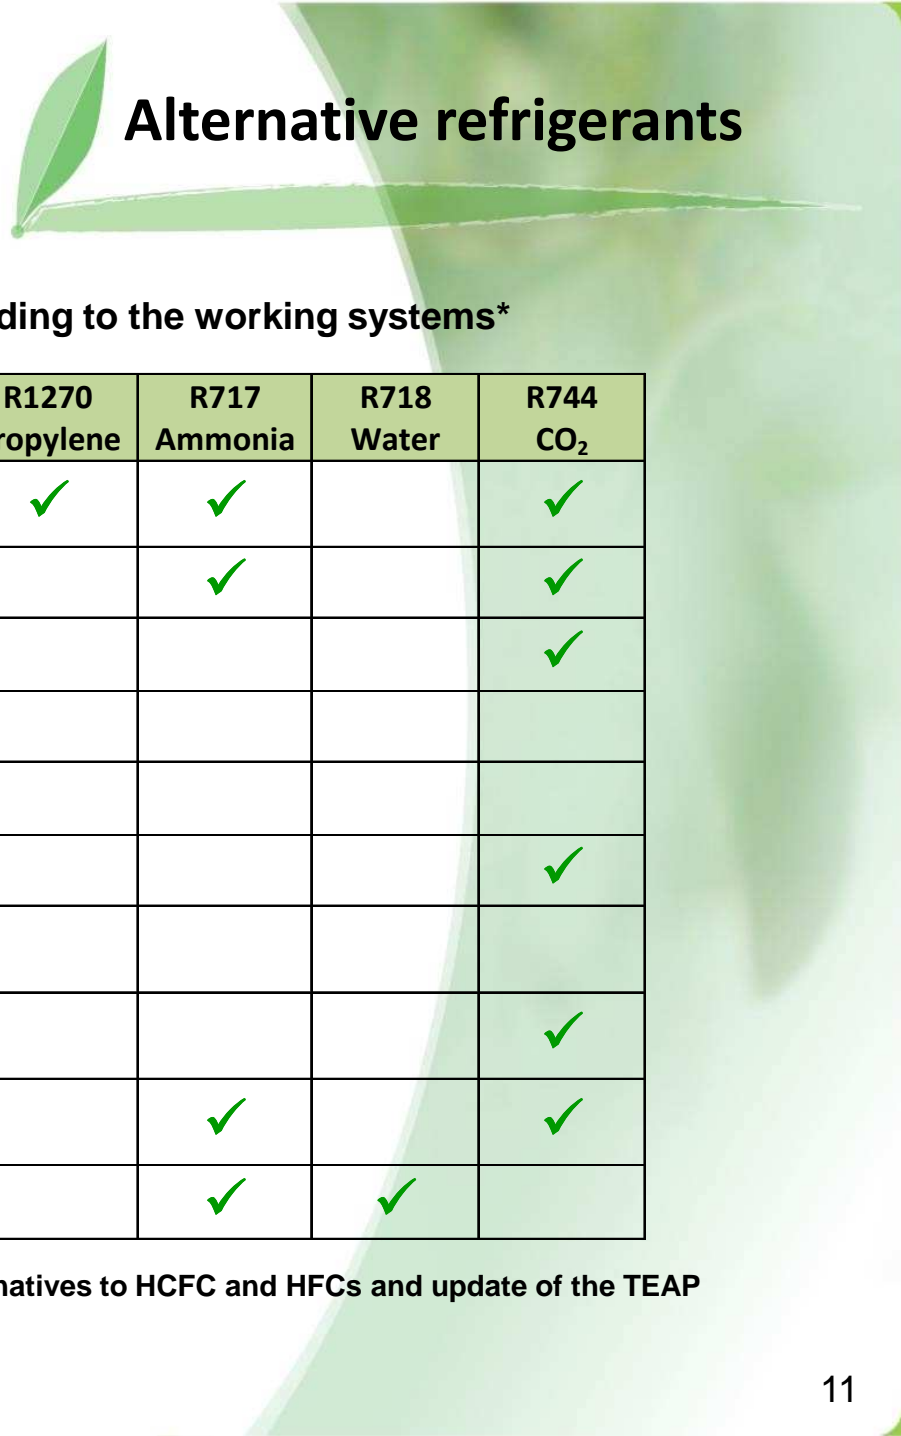 Alternative refrigerants
ding to the working systems*
R1270 R717 R718 R744
ropylene Ammonia Water CO₂
✓ ✓ ✓
✓ ✓
✓
✓
✓
✓ ✓
✓ ✓
natives to HCFC and HFCs and update of the TEAP
11